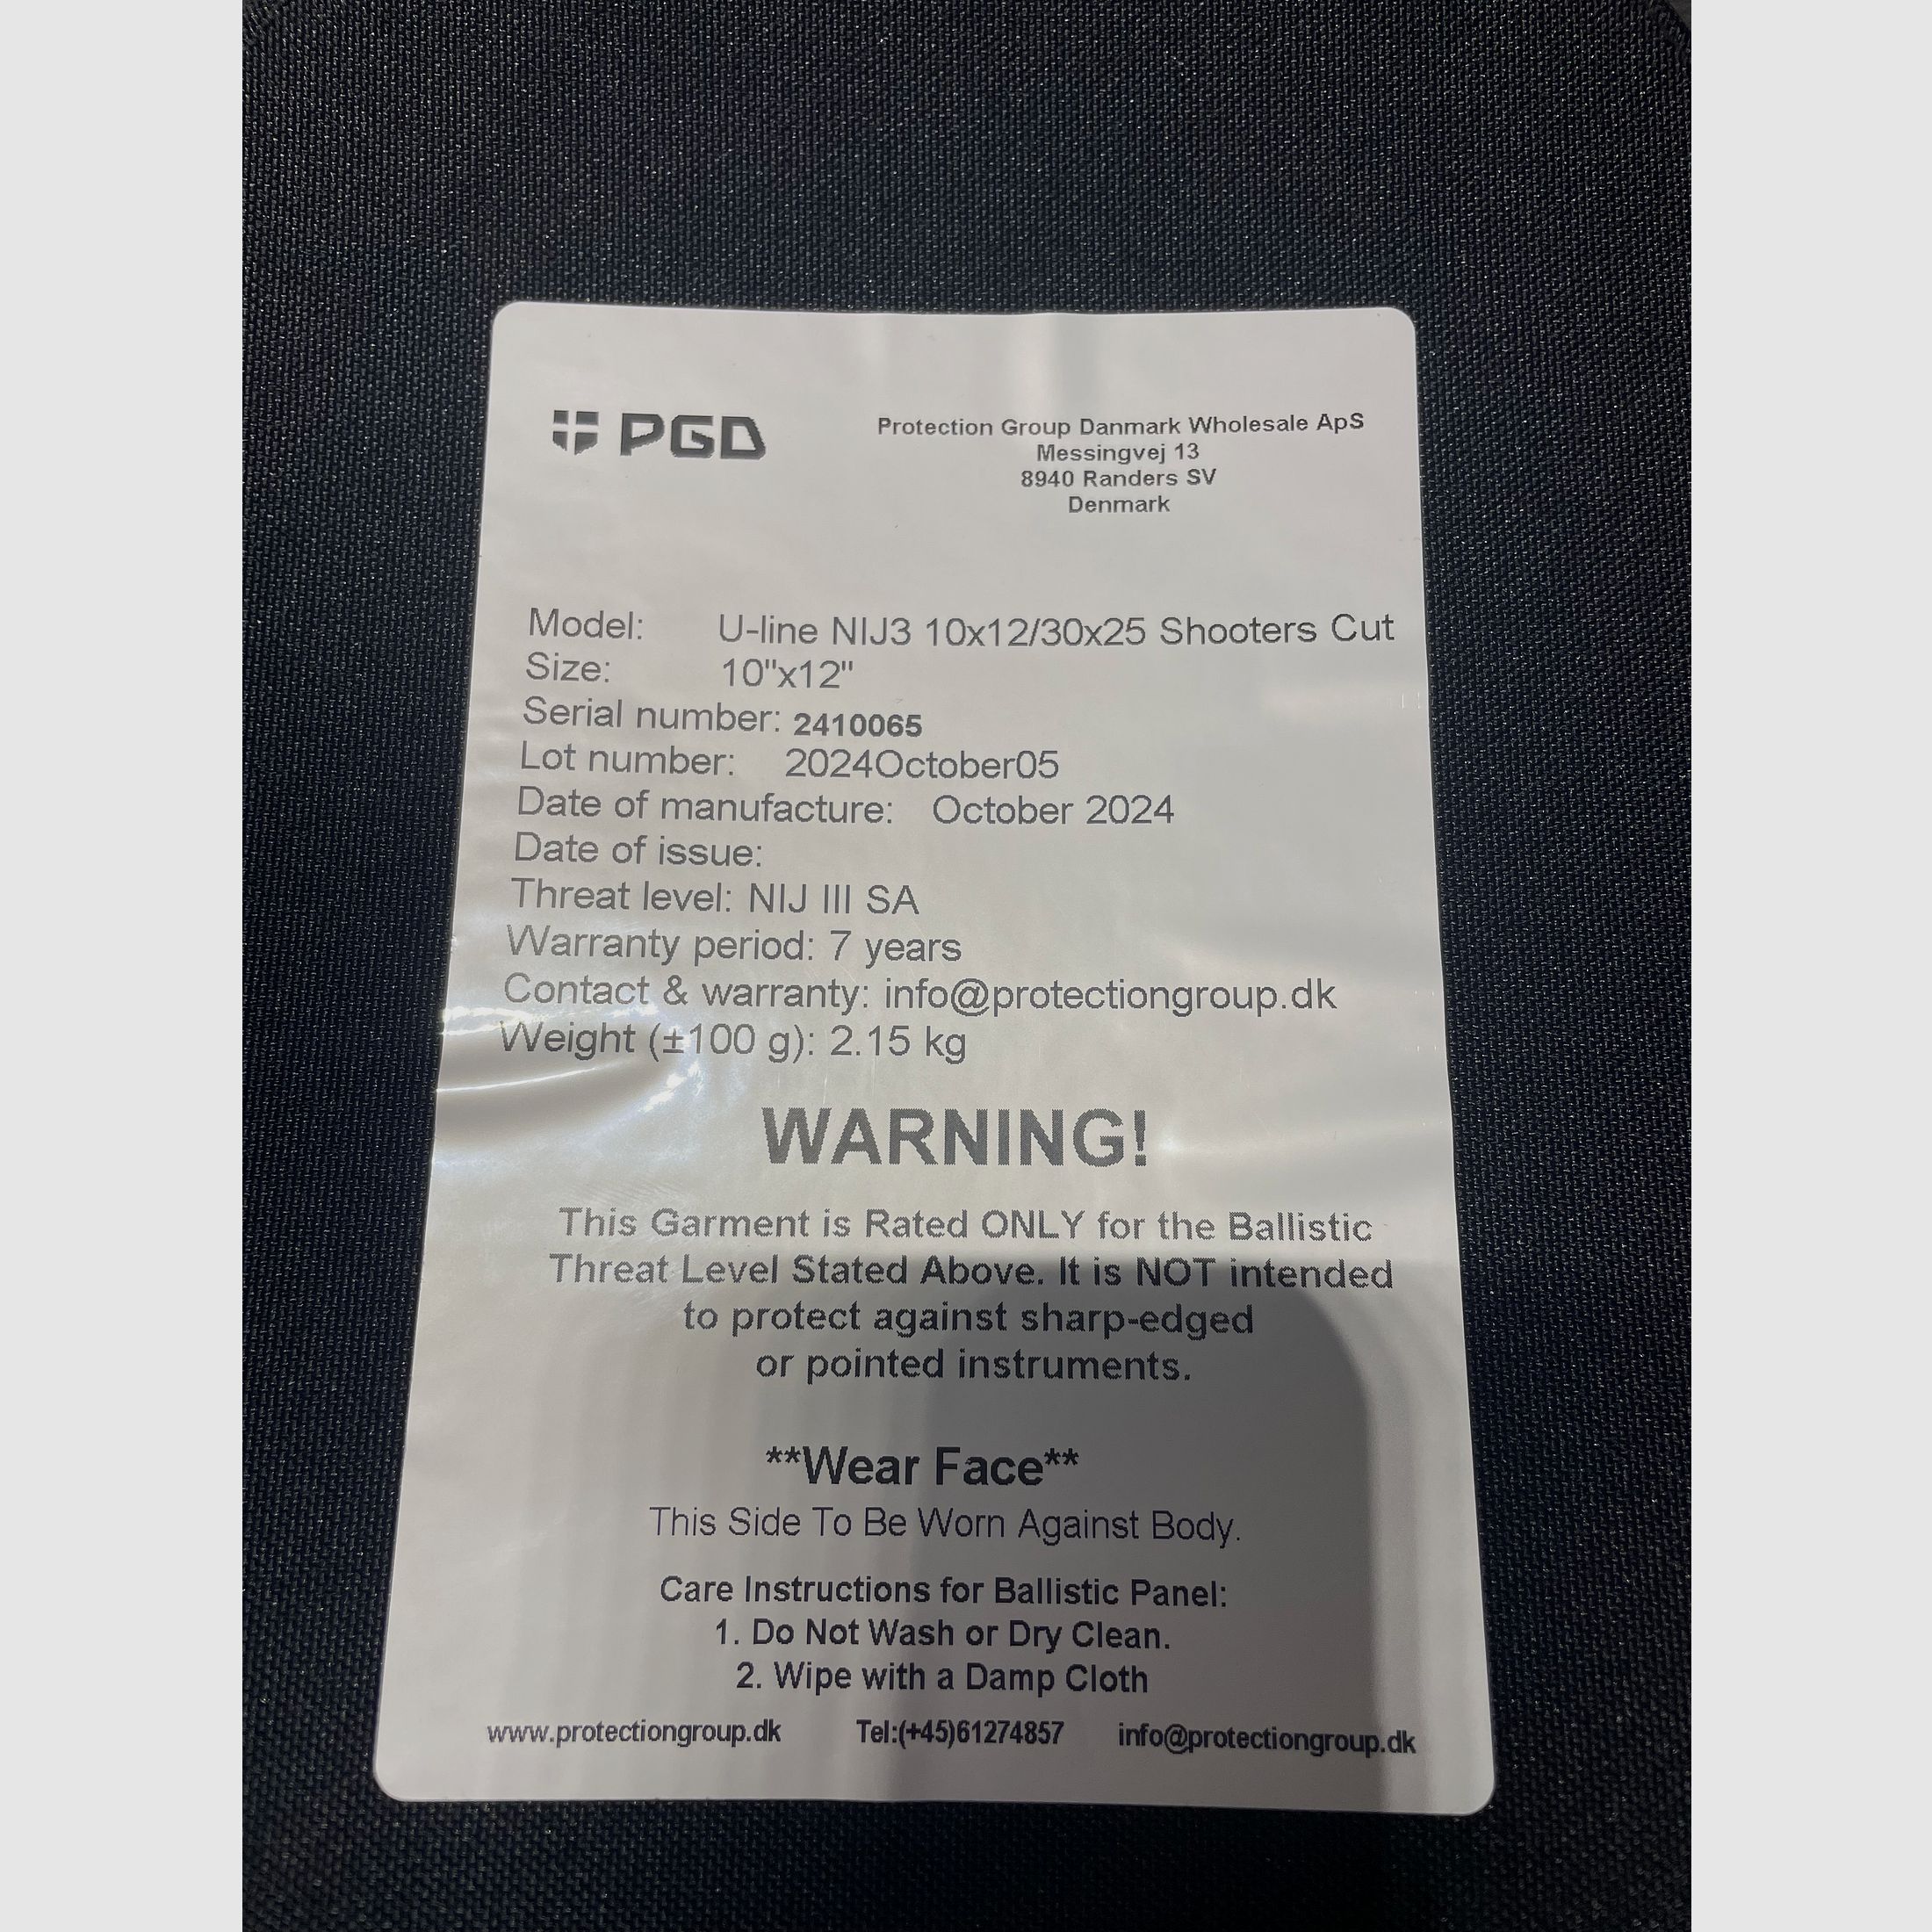 PGD
Protection Group Danmark Wholesale ApS
Messingvej 13
8940 Randers SV
Denmark
Model: U-line NIJ3 10x12/30x25 Shooters Cut
Size: 10"x12"
Serial number: 2410065
Lot number: 2024October05
Date of manufacture: October 2024
Date of issue:
Threat level: NIJ III SA
Warranty period: 7 years
Contact & warranty: info@protectiongroup.dk
Weight (±100 g): 2.15 kg
WARNING!
This Garment is Rated ONLY for the Ballistic
Threat Level Stated Above. It is NOT intended
to protect against sharp-edged
or pointed instruments.
**Wear Face**
This Side To Be Worn Against Body.
Care Instructions for Ballistic Panel:
1. Do Not Wash or Dry Clean.
2. Wipe with a Damp Cloth
www.protectiongroup.dk Tel:(+45)61274857 info@protectiongroup.dk